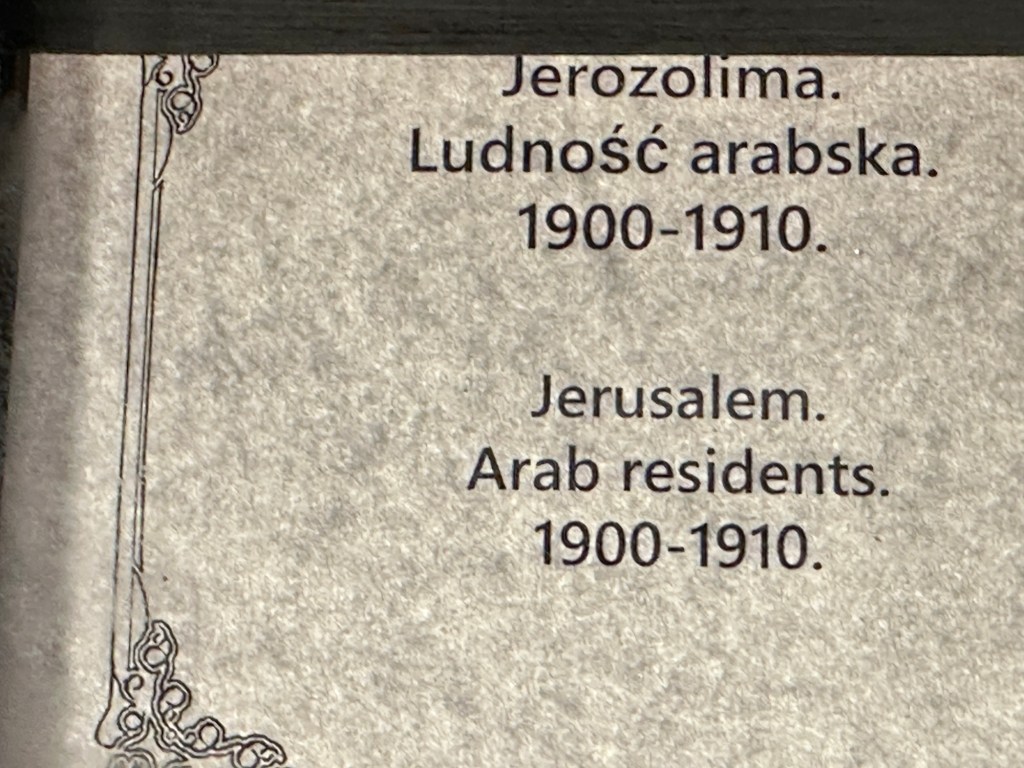 Jerozolima.
Ludność arabska.
1900-1910.
Jerusalem.
Arab residents.
1900-1910.